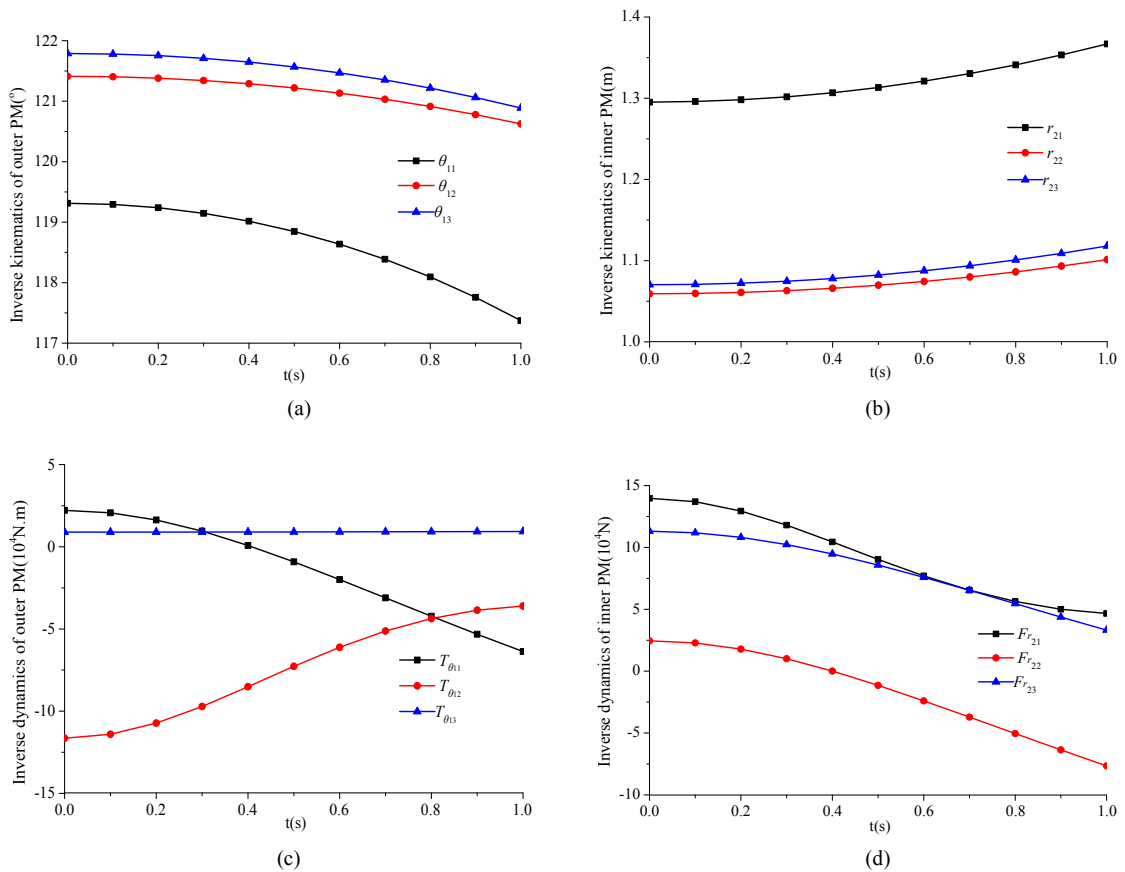 Inverse kinematics of outer PM(°)
122
121
120
119
118
117
θ11
θ12
θ13
0.0 0.2 0.4 0.6 0.8 1.0
t(s)
(a)
Inverse kinematics of inner PM(m)
1.4
1.3
1.2
1.1
1.0
r21
r22
r23
0.0 0.2 0.4 0.6 0.8 1.0
t(s)
(b)
Inverse dynamics of outer PM(10⁴N.m)
5
0
-5
-10
-15
Tθ11
Tθ12
Tθ13
0.0 0.2 0.4 0.6 0.8 1.0
t(s)
(c)
Inverse dynamics of inner PM(10⁴N)
15
10
5
0
-5
-10
Fr21
Fr22
Fr23
0.0 0.2 0.4 0.6 0.8 1.0
t(s)
(d)